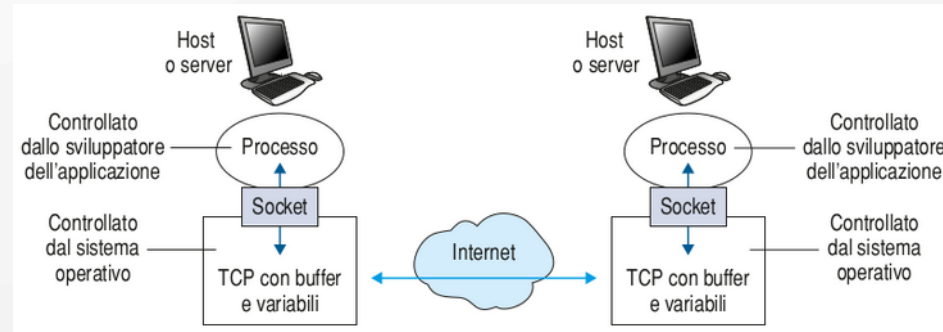 Host
o server
Controllato
dallo sviluppatore
dell'applicazione
Processo
Socket
Controllato
dal sistema
operativo
TCP con buffer
e variabili
Internet
Host
o server
Processo
Controllato
dallo sviluppatore
dell'applicazione
Socket
Controllato
dal sistema
operativo
TCP con buffer
e variabili